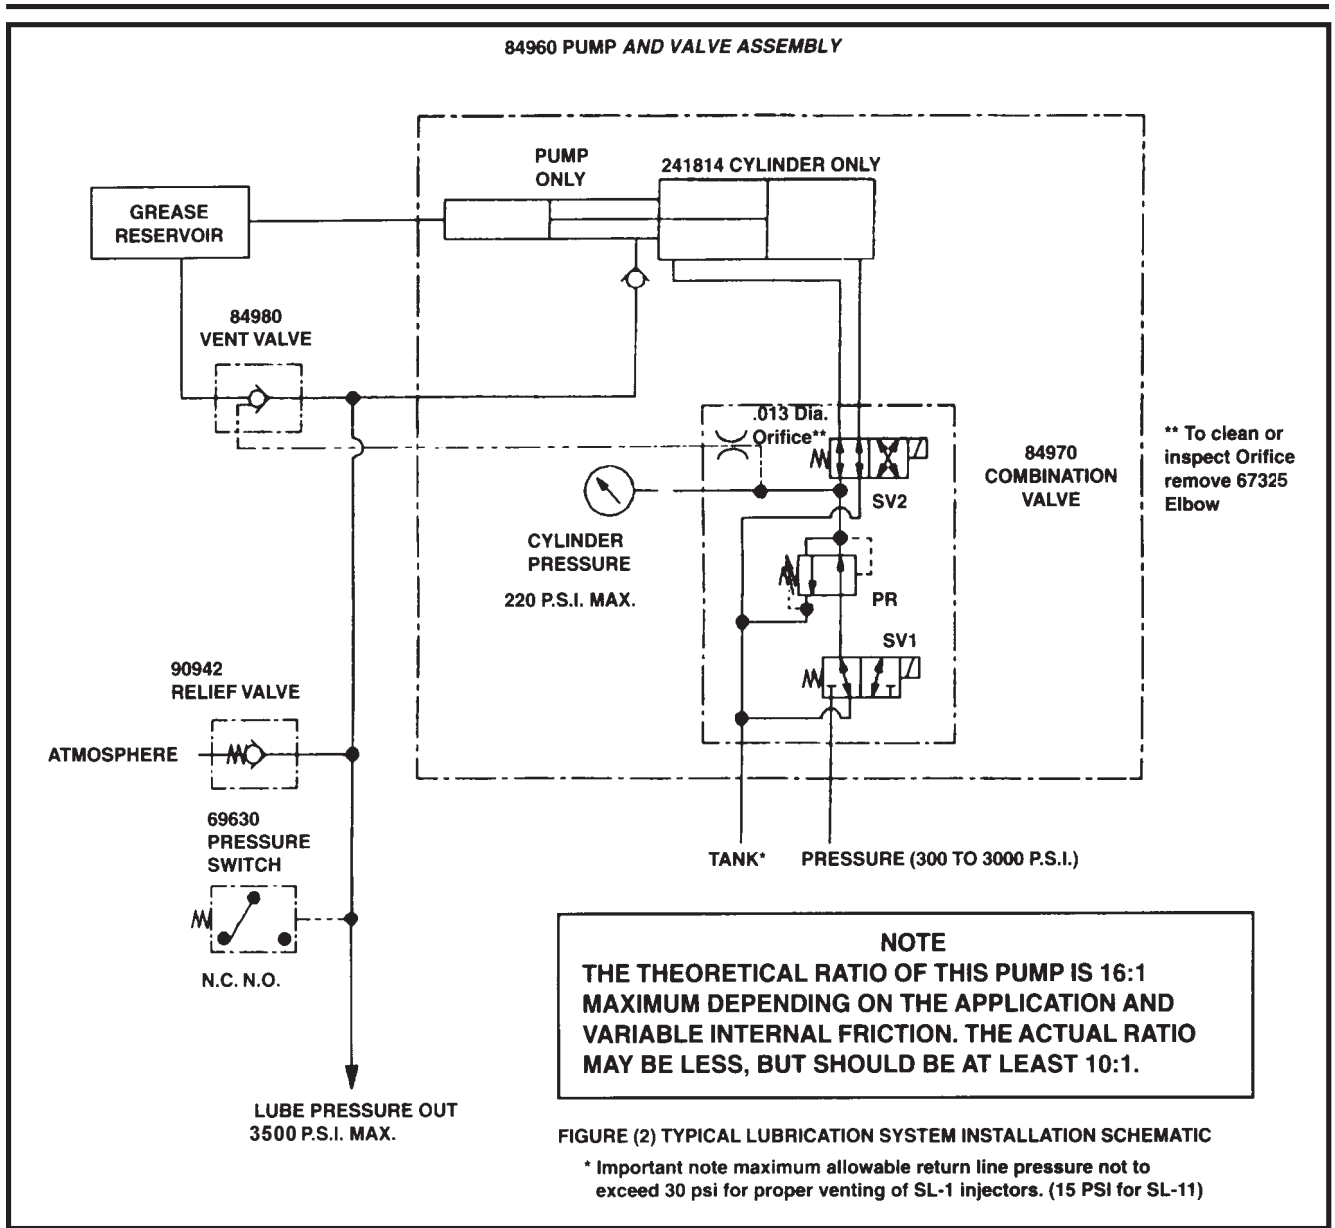 84960 PUMP AND VALVE ASSEMBLY
PUMP
ONLY
241814 CYLINDER ONLY
GREASE
RESERVOIR
84980
VENT VALVE
.013 Dia.
Orifice**
84970
COMBINATION
VALVE
** To clean or
inspect Orifice
remove 67325
Elbow
SV2
CYLINDER
PRESSURE
220 P.S.I. MAX.
PR
SV1
90942
RELIEF VALVE
ATMOSPHERE
69630
PRESSURE
SWITCH
N.C. N.O.
TANK*
PRESSURE (300 TO 3000 P.S.I.)
LUBE PRESSURE OUT
3500 P.S.I. MAX.
NOTE
THE THEORETICAL RATIO OF THIS PUMP IS 16:1
MAXIMUM DEPENDING ON THE APPLICATION AND
VARIABLE INTERNAL FRICTION. THE ACTUAL RATIO
MAY BE LESS, BUT SHOULD BE AT LEAST 10:1.
FIGURE (2) TYPICAL LUBRICATION SYSTEM INSTALLATION SCHEMATIC
* Important note maximum allowable return line pressure not to
exceed 30 psi for proper venting of SL-1 injectors. (15 PSI for SL-11)